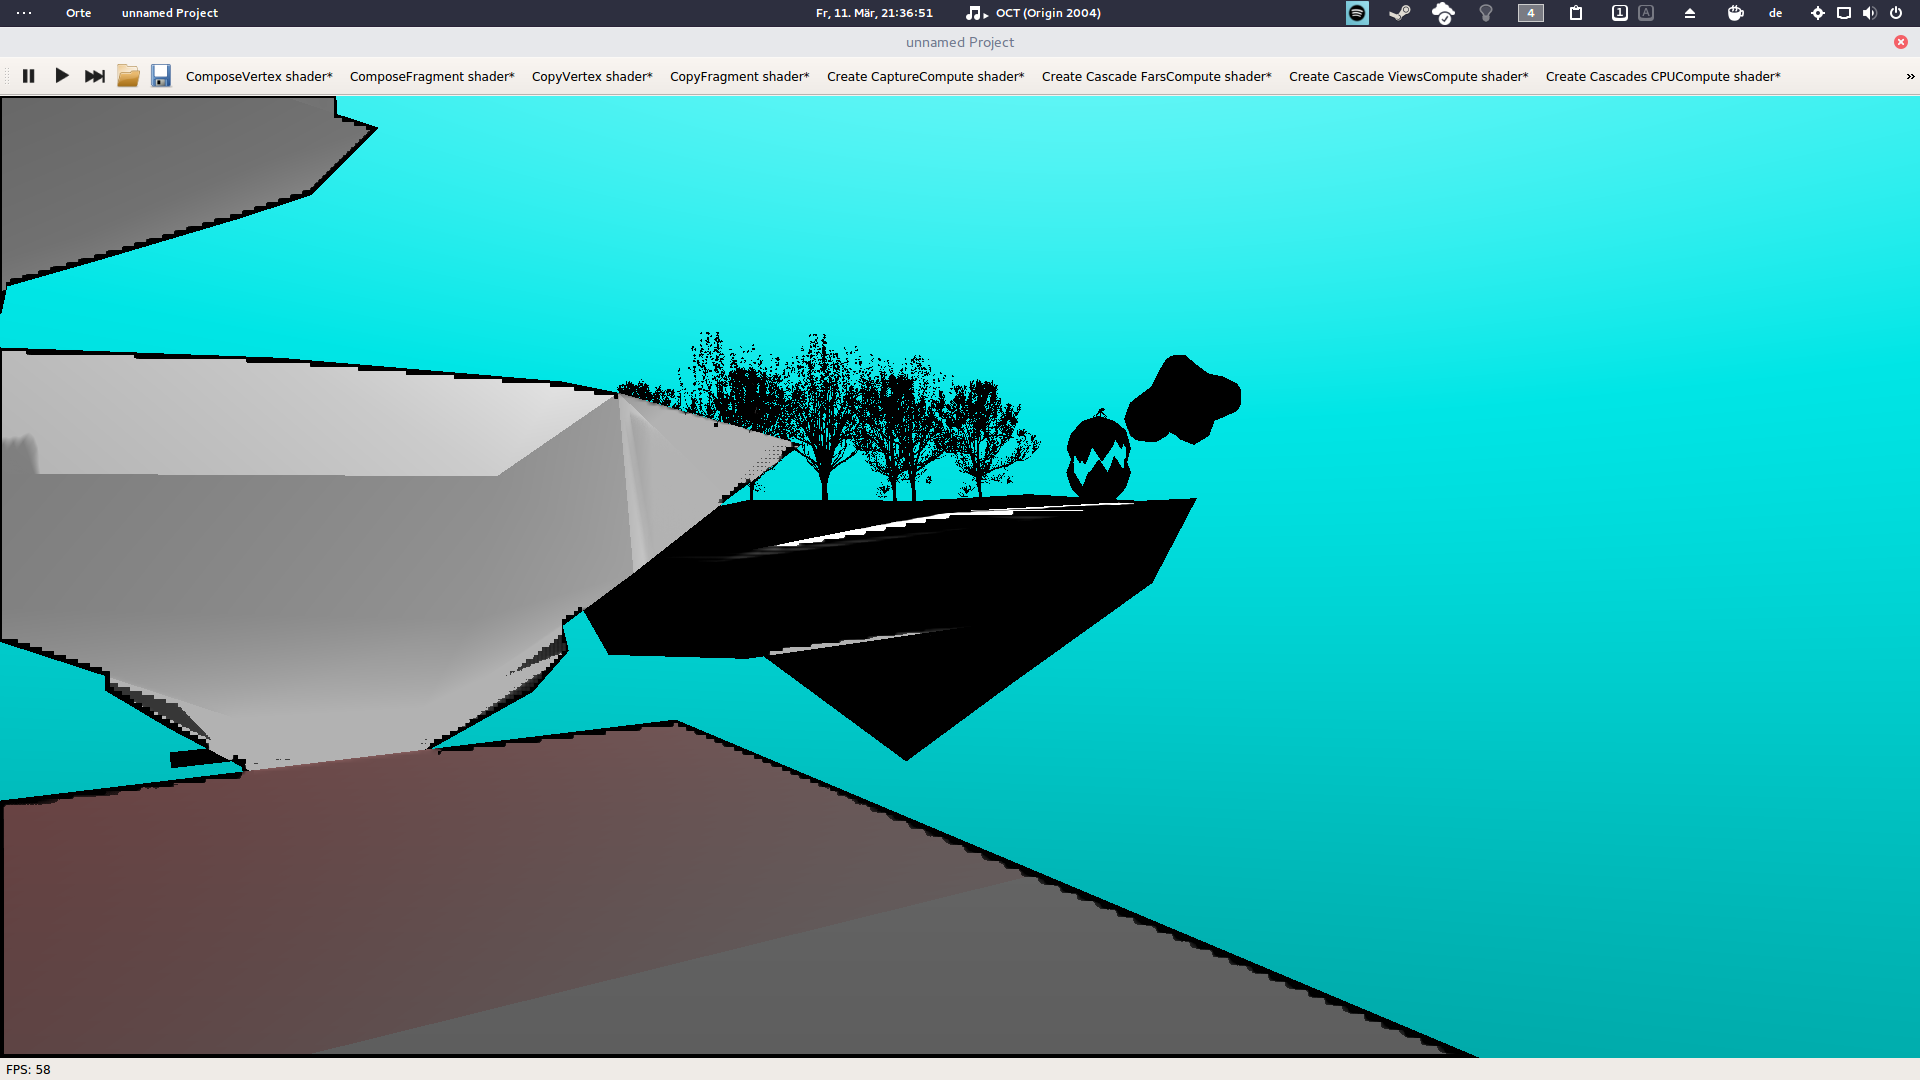 ··· Orte unnamed Project Fr, 11. Mär, 21:36:51 OCT (Origin 2004) 4 1 A de
unnamed Project
ComposeVertex shader* ComposeFragment shader* CopyVertex shader* CopyFragment shader* Create CaptureCompute shader* Create Cascade FarsCompute shader* Create Cascade ViewsCompute shader* Create Cascades CPUCompute shader* »
FPS: 58